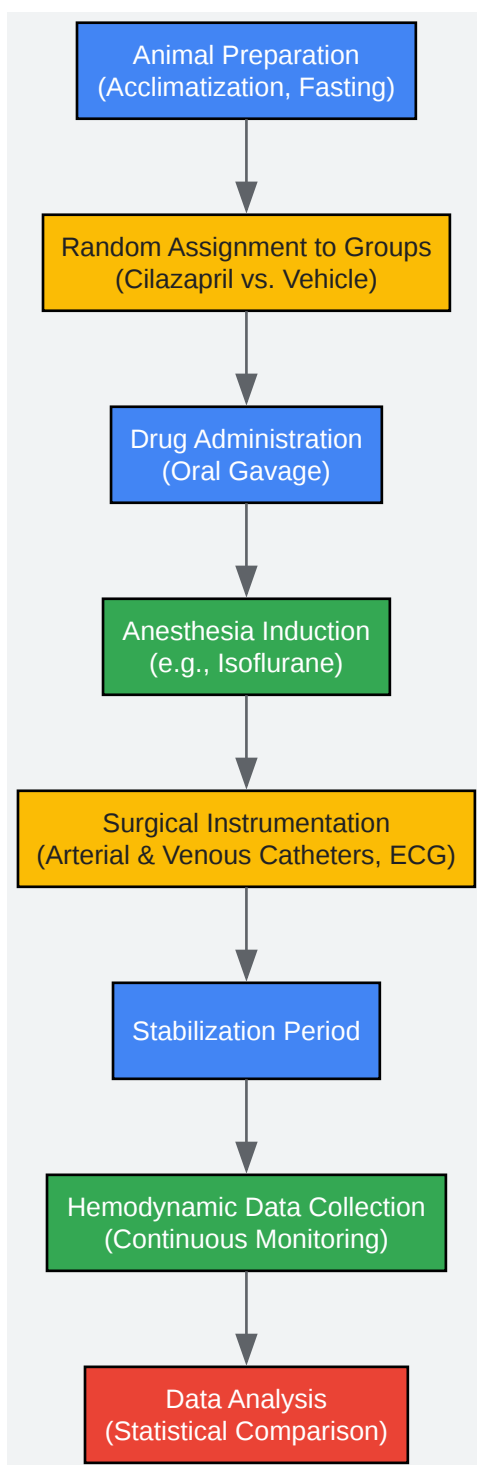 Animal Preparation
(Acclimatization, Fasting)
Random Assignment to Groups
(Cilazapril vs. Vehicle)
Drug Administration
(Oral Gavage)
Anesthesia Induction
(e.g., Isoflurane)
Surgical Instrumentation
(Arterial & Venous Catheters, ECG)
Stabilization Period
Hemodynamic Data Collection
(Continuous Monitoring)
Data Analysis
(Statistical Comparison)